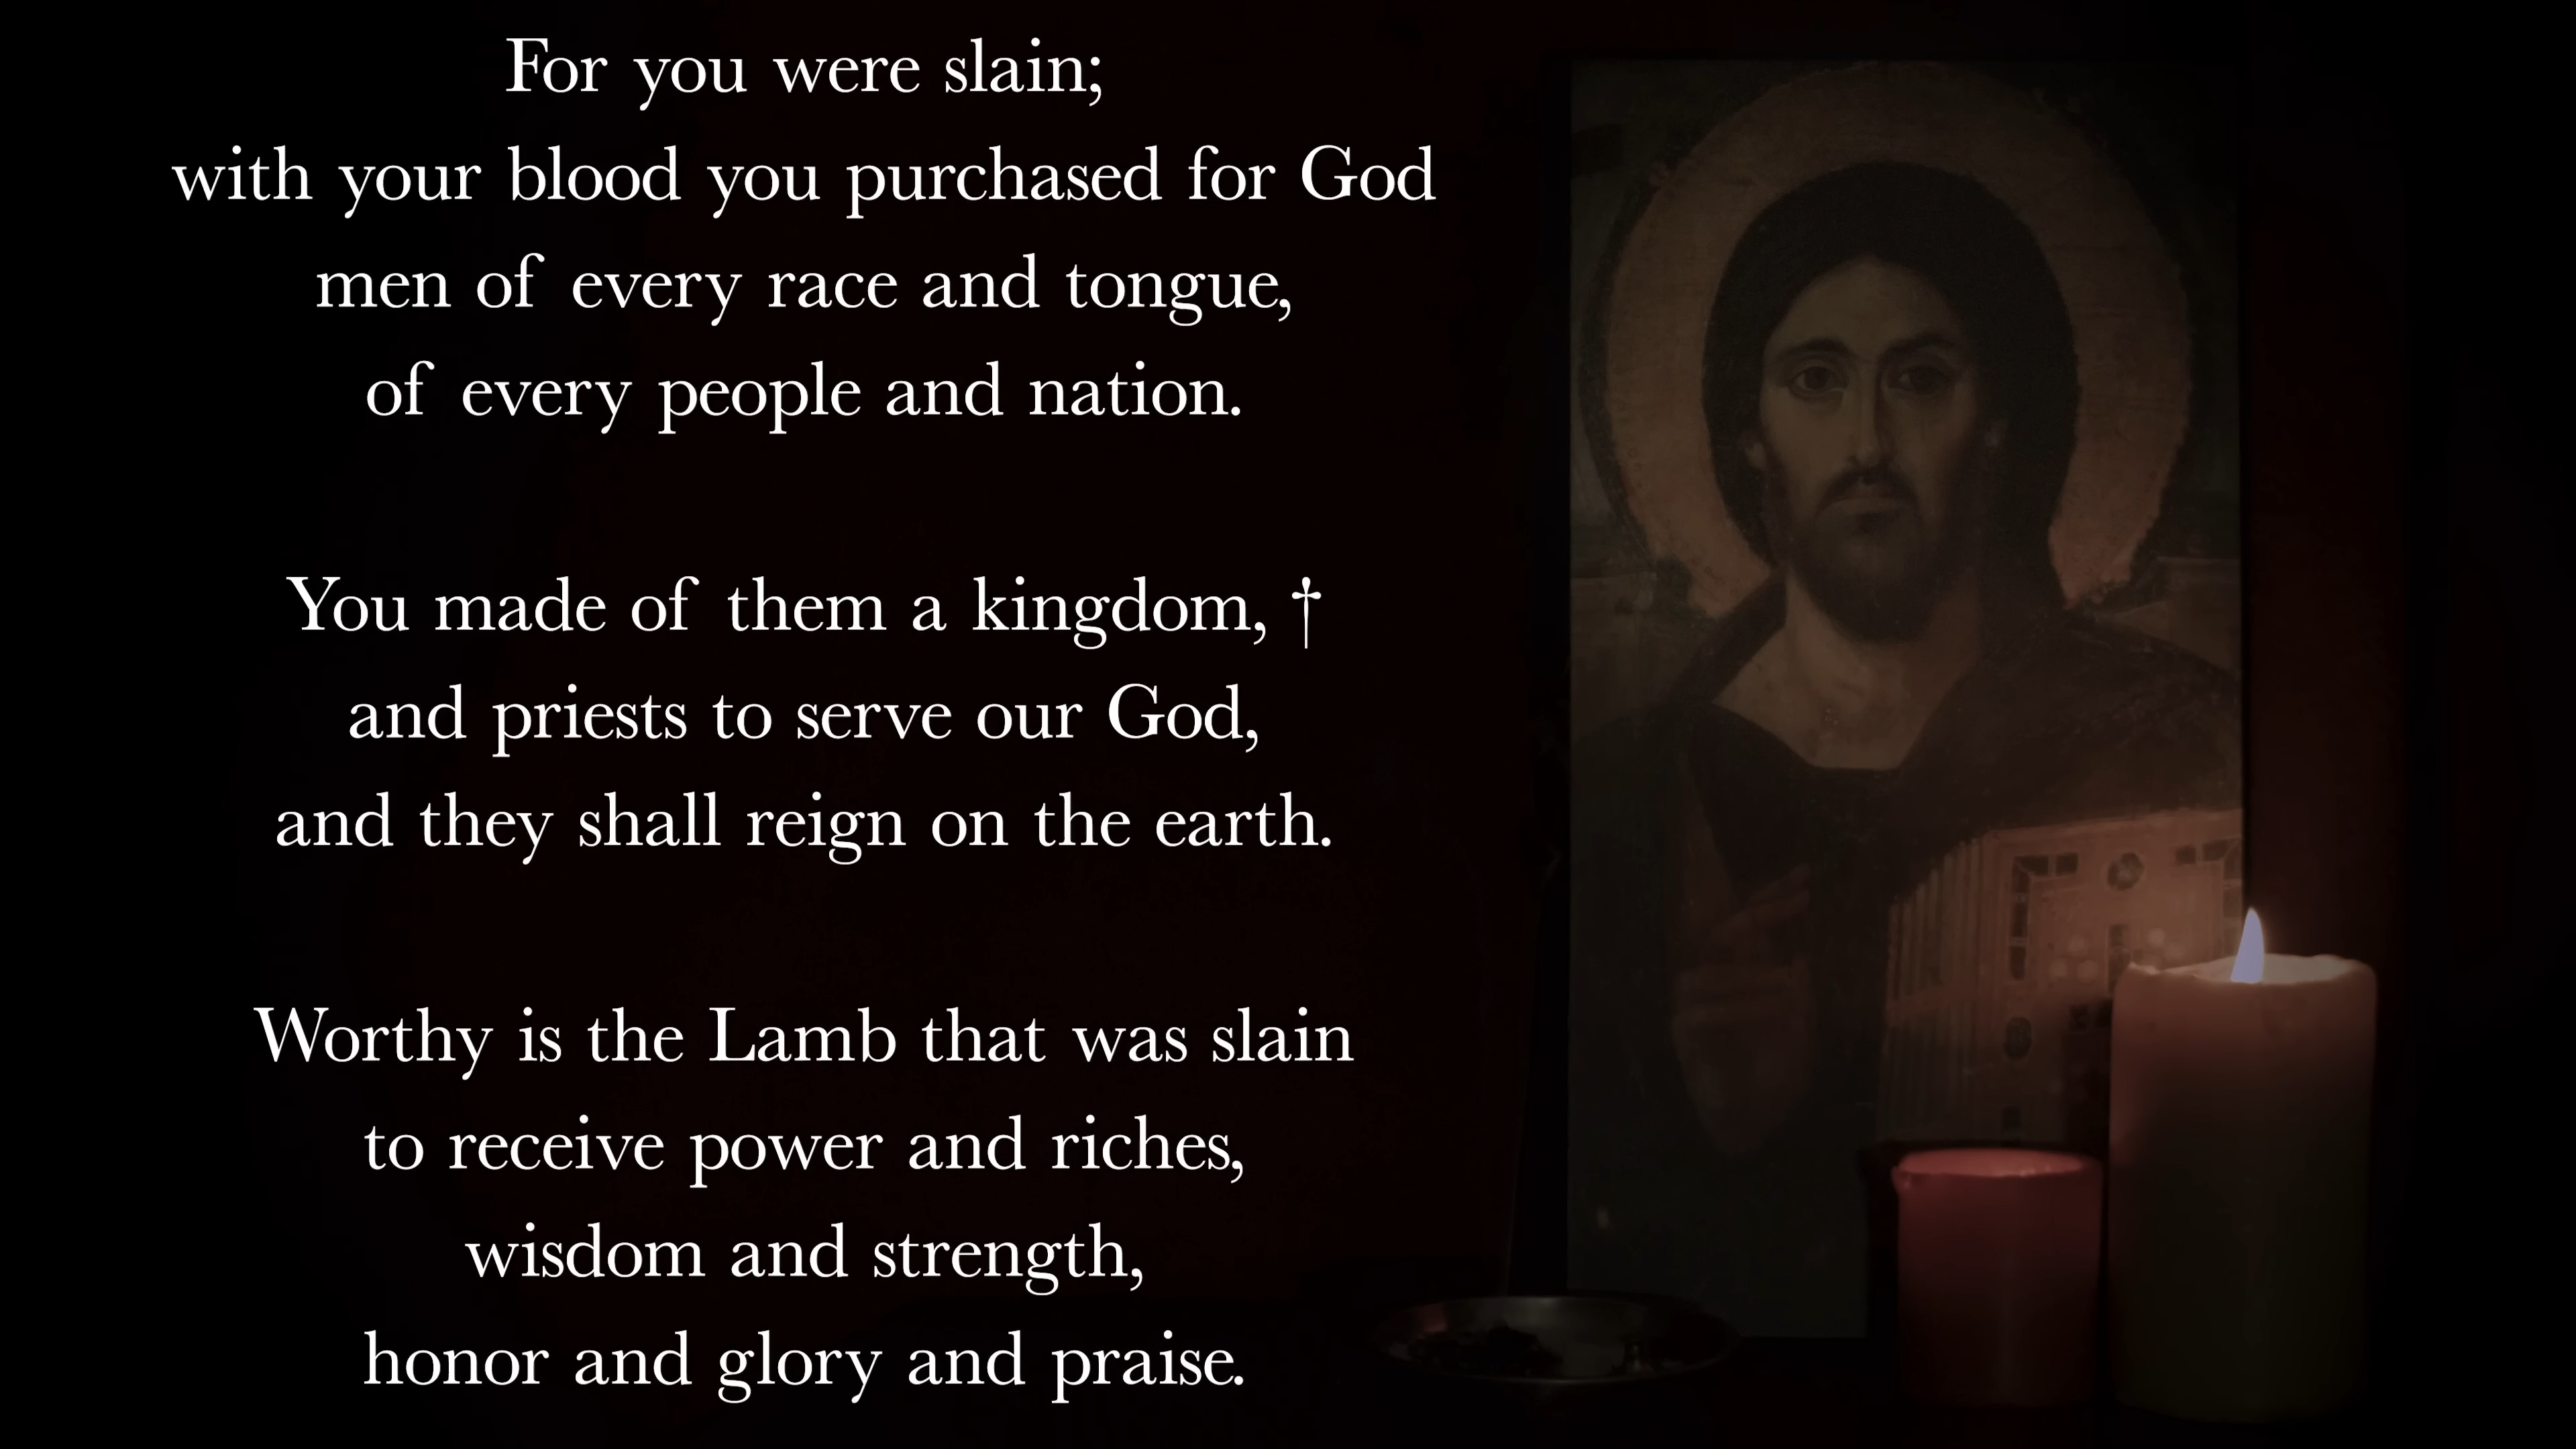 For you were slain;
with your blood you purchased for God
men of every race and tongue,
of every people and nation.
You made of them a kingdom, †
and priests to serve our God,
and they shall reign on the earth.
Worthy is the Lamb that was slain
to receive power and riches,
wisdom and strength,
honor and glory and praise.